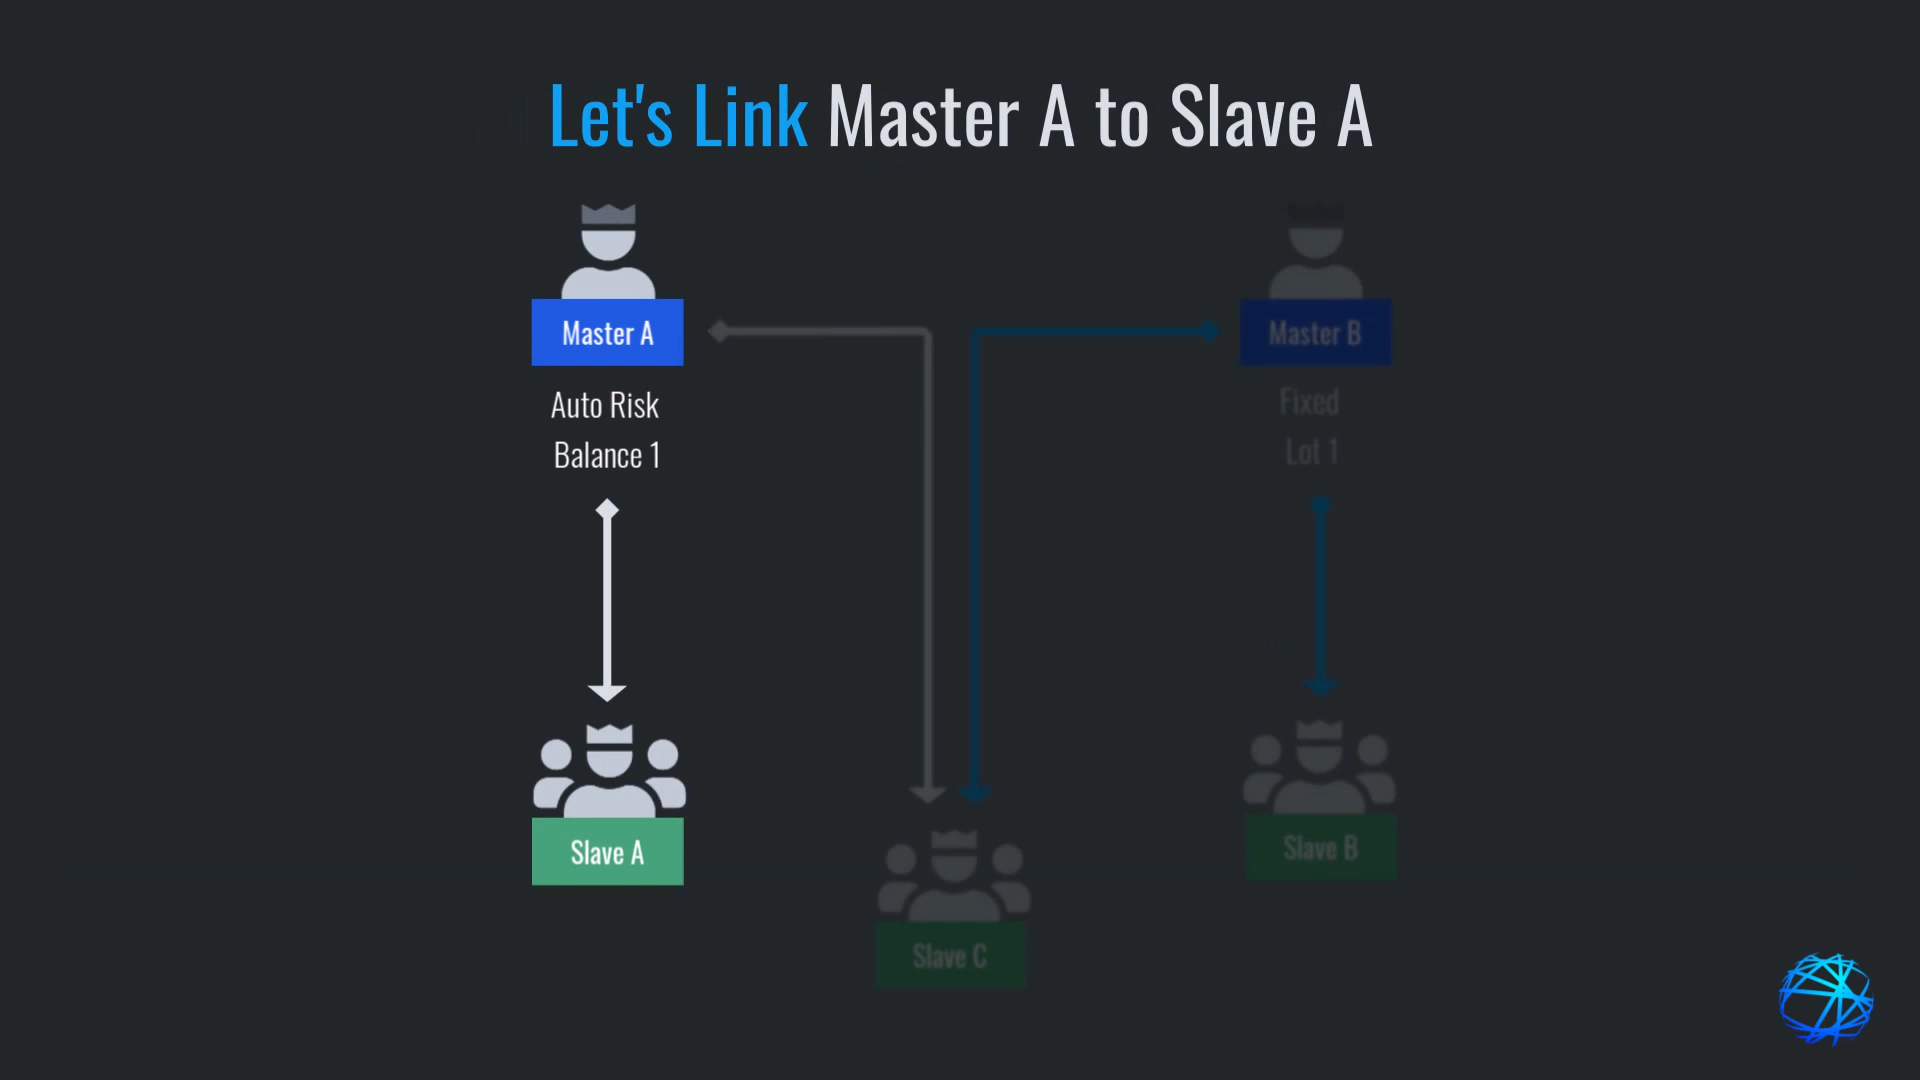 Let's Link Master A to Slave A
Master A
Auto Risk
Balance 1
Master B
Fixed
Lot 1
Slave A
Slave B
Slave C